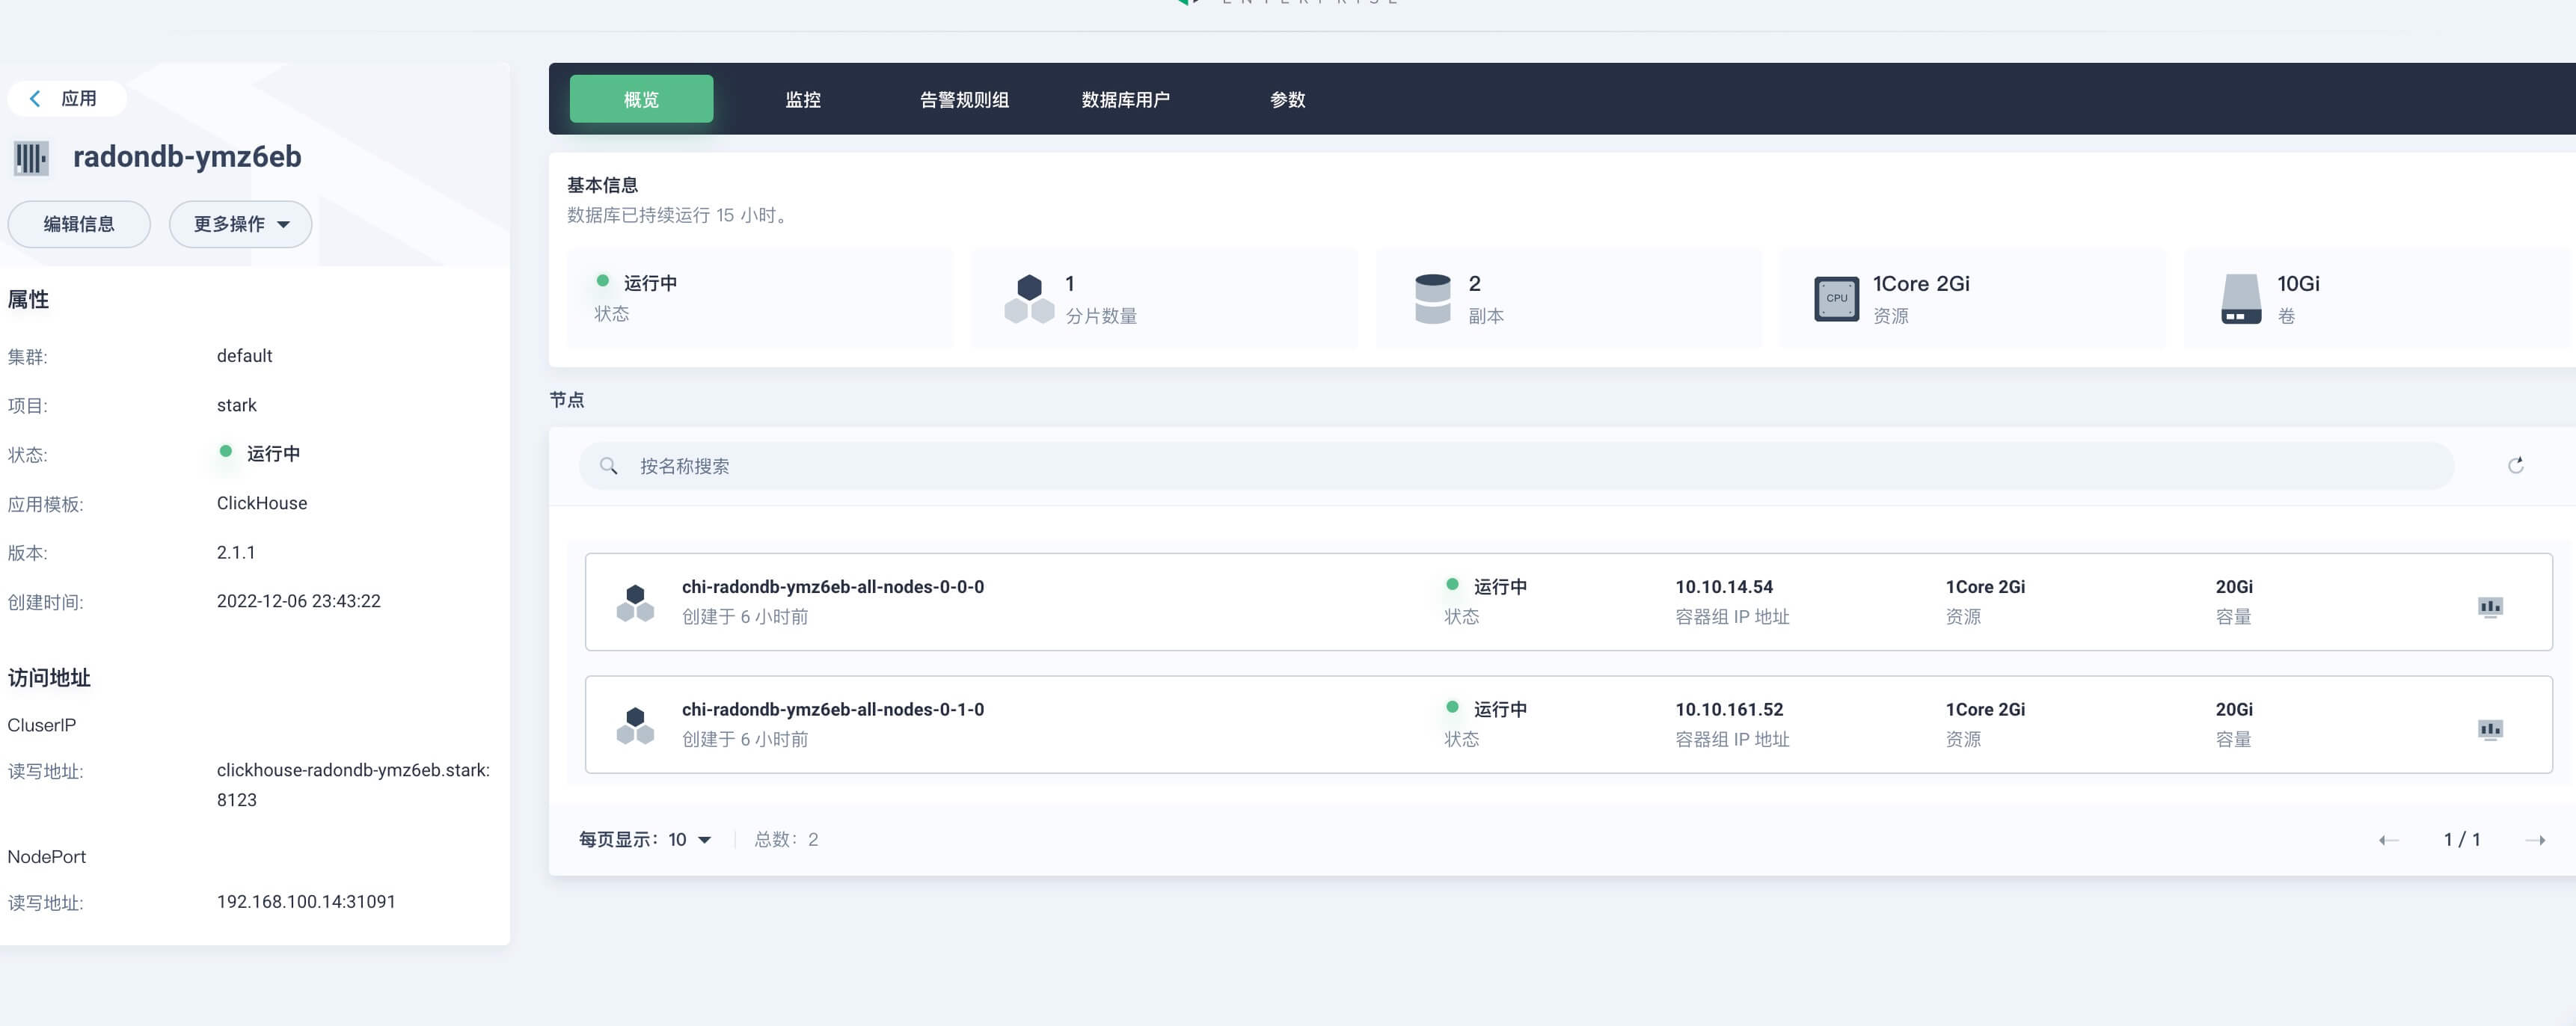 ENTERPRISE
应用
radondb-ymz6eb
编辑信息
更多操作
属性
集群: default
项目: stark
状态: 运行中
应用模板: ClickHouse
版本: 2.1.1
创建时间: 2022-12-06 23:43:22
访问地址
CluserIP
读写地址: clickhouse-radondb-ymz6eb.stark:
8123
NodePort
读写地址: 192.168.100.14:31091
概览 监控 告警规则组 数据库用户 参数
基本信息
数据库已持续运行 15 小时。
运行中
状态
1
分片数量
2
副本
CPU
1Core 2Gi
资源
10Gi
卷
节点
按名称搜索
chi-radondb-ymz6eb-all-nodes-0-0-0 运行中 10.10.14.54 1Core 2Gi 20Gi
创建于 6 小时前 状态 容器组 IP 地址 资源 容量
chi-radondb-ymz6eb-all-nodes-0-1-0 运行中 10.10.161.52 1Core 2Gi 20Gi
创建于 6 小时前 状态 容器组 IP 地址 资源 容量
每页显示：10 总数：2 1 / 1